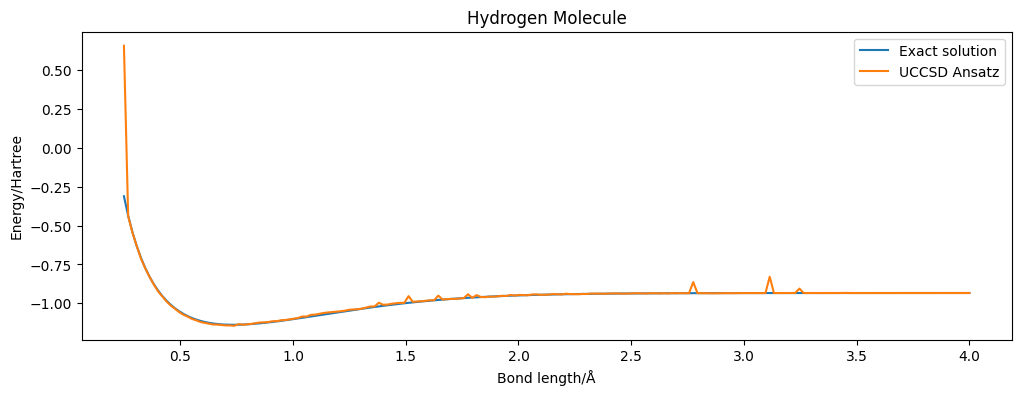 Hydrogen Molecule
Exact solution
UCCSD Ansatz
Energy/Hartree
0.50
0.25
0.00
−0.25
−0.50
−0.75
−1.00
0.5 1.0 1.5 2.0 2.5 3.0 3.5 4.0
Bond length/Å